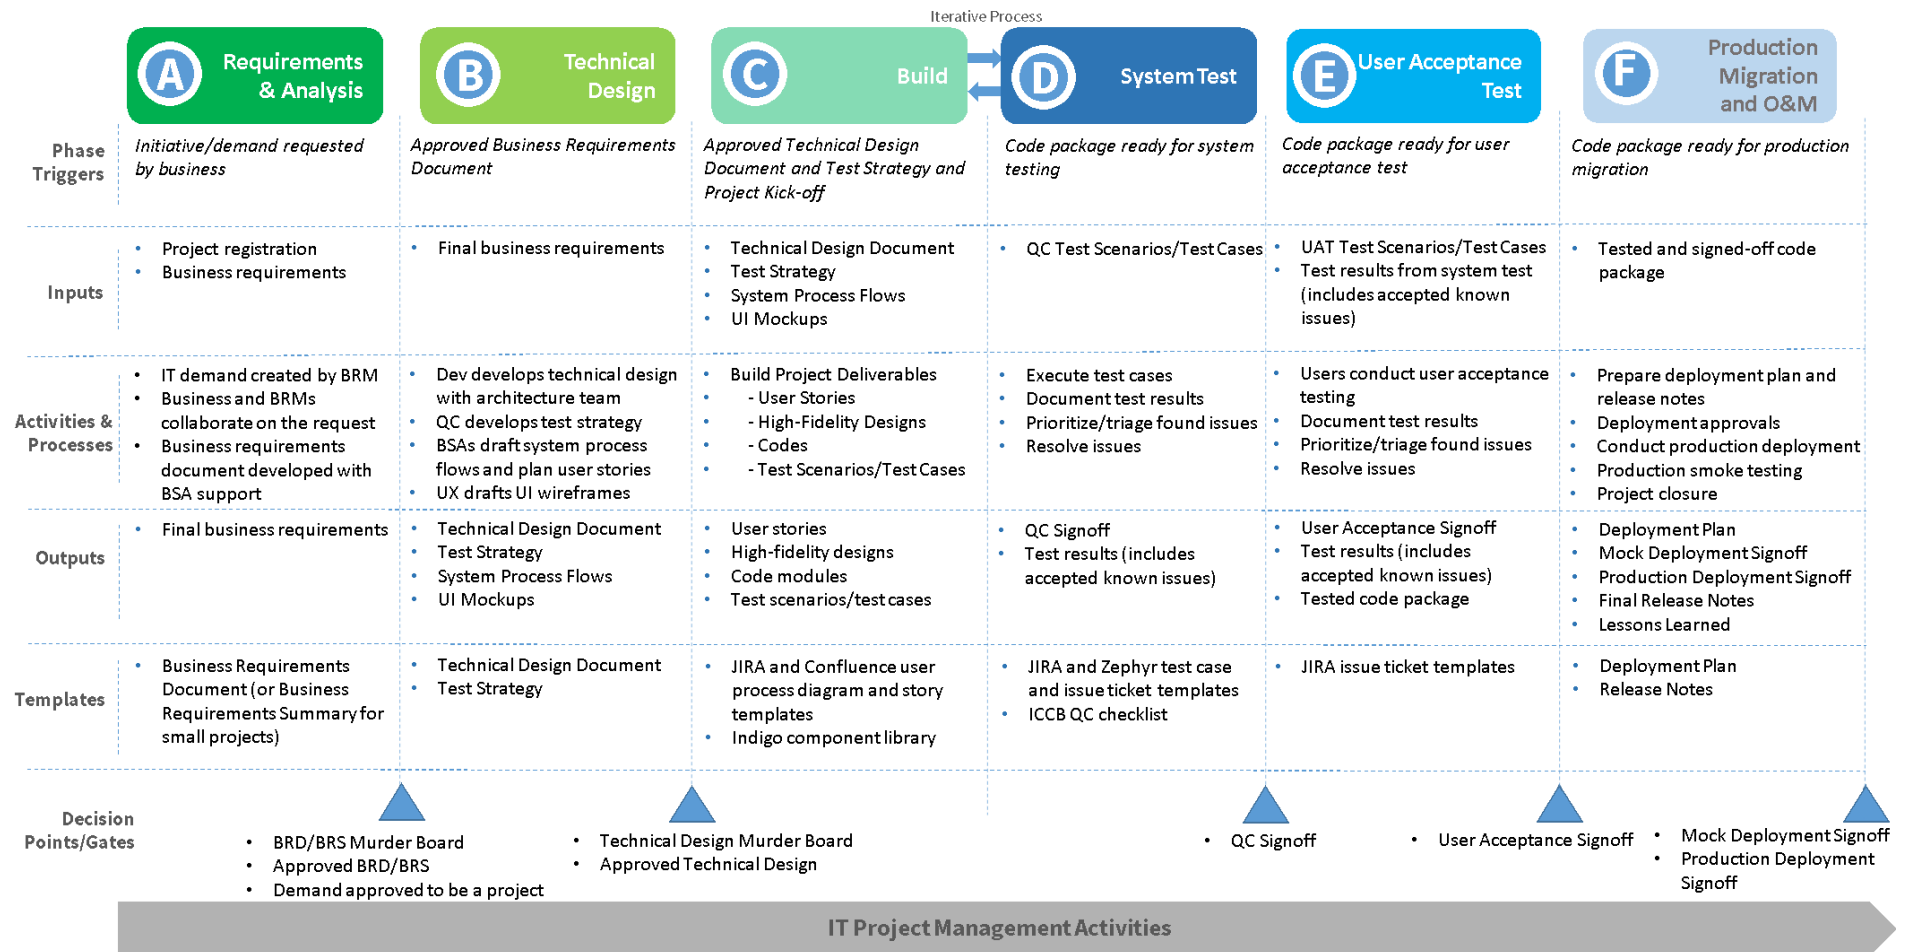 Iterative Process
A
Requirements
& Analysis
B
Technical
Design
C
Build
D
System Test
E
User Acceptance
Test
F
Production
Migration
and O&M
Phase
Triggers
Initiative/demand requested
by business
Approved Business Requirements
Document
Approved Technical Design
Document and Test Strategy and
Project Kick-off
Code package ready for system
testing
Code package ready for user
acceptance test
Code package ready for production
migration
Inputs
• Project registration
• Business requirements
• Final business requirements
• Technical Design Document
• Test Strategy
• System Process Flows
• UI Mockups
• QC Test Scenarios/Test Cases
• UAT Test Scenarios/Test Cases
• Test results from system test
(includes accepted known
issues)
• Tested and signed-off code
package
Activities &
Processes
• IT demand created by BRM
• Business and BRMs
collaborate on the request
• Business requirements
document developed with
BSA support
• Dev develops technical design
with architecture team
• QC develops test strategy
• BSAs draft system process
flows and plan user stories
• UX drafts UI wireframes
• Build Project Deliverables
• - User Stories
• - High-Fidelity Designs
• - Codes
• - Test Scenarios/Test Cases
• Execute test cases
• Document test results
• Prioritize/triage found issues
• Resolve issues
• Users conduct user acceptance
testing
• Document test results
• Prioritize/triage found issues
• Resolve issues
• Prepare deployment plan and
release notes
• Deployment approvals
• Conduct production deployment
• Production smoke testing
• Project closure
Outputs
• Final business requirements
• Technical Design Document
• Test Strategy
• System Process Flows
• UI Mockups
• User stories
• High-fidelity designs
• Code modules
• Test scenarios/test cases
• QC Signoff
• Test results (includes
accepted known issues)
• User Acceptance Signoff
• Test results (includes
accepted known issues)
• Tested code package
• Deployment Plan
• Mock Deployment Signoff
• Production Deployment Signoff
• Final Release Notes
• Lessons Learned
Templates
• Business Requirements
Document (or Business
Requirements Summary for
small projects)
• Technical Design Document
• Test Strategy
• JIRA and Confluence user
process diagram and story
templates
• Indigo component library
• JIRA and Zephyr test case
and issue ticket templates
• ICCB QC checklist
• JIRA issue ticket templates
• Deployment Plan
• Release Notes
Decision
Points/Gates
• BRD/BRS Murder Board
• Approved BRD/BRS
• Demand approved to be a project
• Technical Design Murder Board
• Approved Technical Design
• QC Signoff
• User Acceptance Signoff
• Mock Deployment Signoff
• Production Deployment
Signoff
IT Project Management Activities